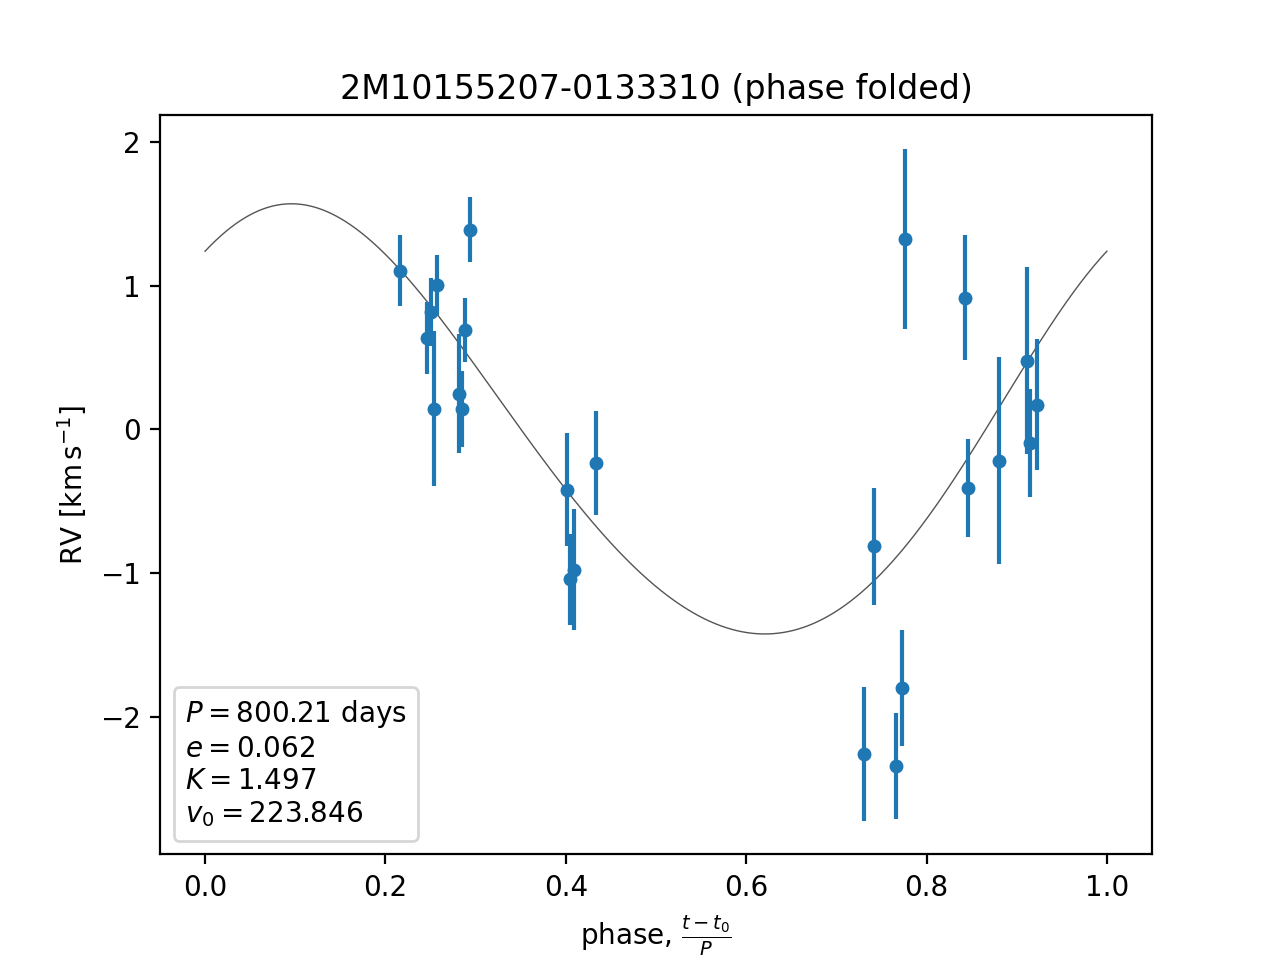 2M10155207-0133310 (phase folded)
2
1
0
−1
−2
RV [km s⁻¹]
P = 800.21 days
e = 0.062
K = 1.497
v₀ = 223.846
0.0 0.2 0.4 0.6 0.8 1.0
phase, (t − t₀)/P